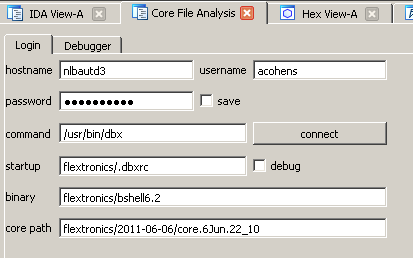 IDA View-A Core File Analysis Hex View-A
Login Debugger
hostname nlbautd3 username acohens
password ●●●●●●●●●● save
command /usr/bin/dbx connect
startup flextronics/.dbxrc debug
binary flextronics/bshell6.2
core path flextronics/2011-06-06/core.6Jun.22_10